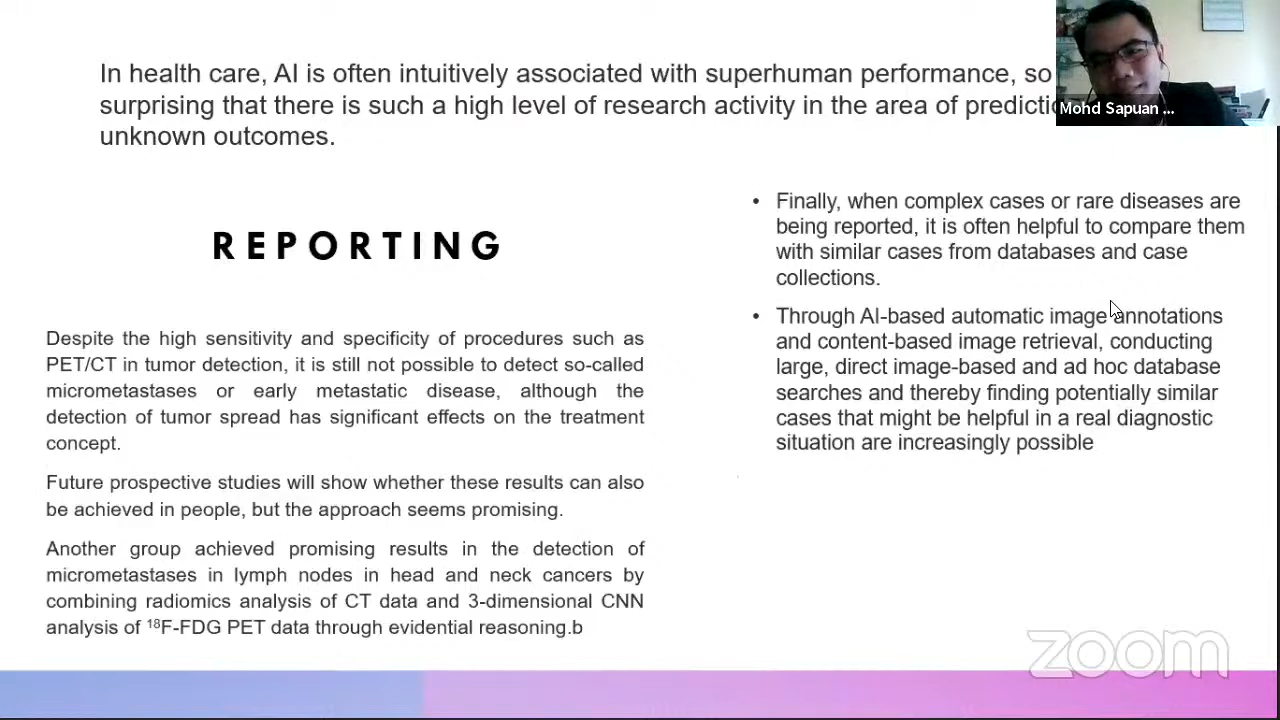 In health care, AI is often intuitively associated with superhuman performance, so
surprising that there is such a high level of research activity in the area of
unknown outcomes.
Mohd Sapuan ...
REPORTING
Despite the high sensitivity and specificity of procedures such as
PET/CT in tumor detection, it is still not possible to detect so-called
micrometastases or early metastatic disease, although the
detection of tumor spread has significant effects on the treatment
concept.
Future prospective studies will show whether these results can also
be achieved in people, but the approach seems promising.
Another group achieved promising results in the detection of
micrometastases in lymph nodes in head and neck cancers by
combining radiomics analysis of CT data and 3-dimensional CNN
analysis of ¹⁸F-FDG PET data through evidential reasoning.b
• Finally, when complex cases or rare diseases are
being reported, it is often helpful to compare them
with similar cases from databases and case
collections.
• Through AI-based automatic image annotations
and content-based image retrieval, conducting
large, direct image-based and ad hoc database
searches and thereby finding potentially similar
cases that might be helpful in a real diagnostic
situation are increasingly possible
zoom